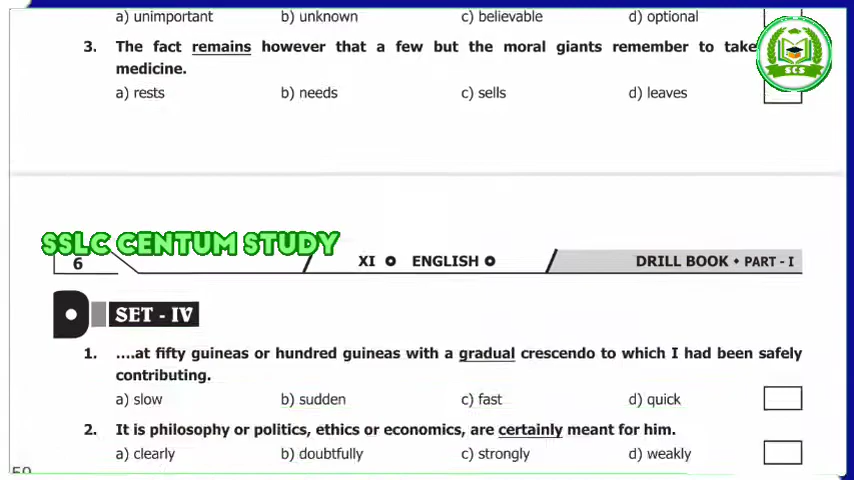 a) unimportant b) unknown c) believable d) optional
3. The fact remains however that a few but the moral giants remember to take
medicine.
a) rests b) needs c) sells d) leaves
SCS
SSLC CENTUM STUDY
6 XI ENGLISH DRILL BOOK • PART - I
SET - IV
1. ....at fifty guineas or hundred guineas with a gradual crescendo to which I had been safely
contributing.
a) slow b) sudden c) fast d) quick
2. It is philosophy or politics, ethics or economics, are certainly meant for him.
a) clearly b) doubtfully c) strongly d) weakly